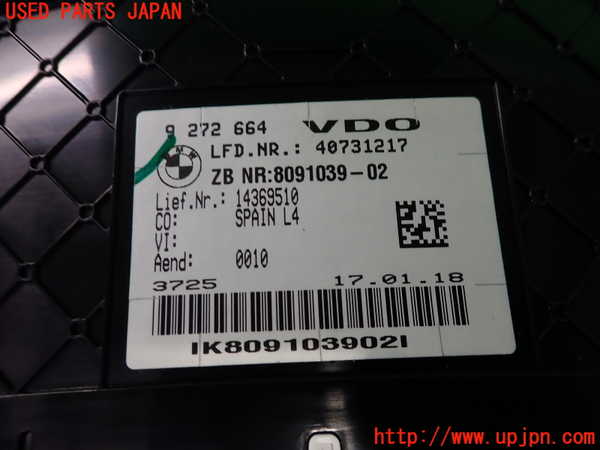 USED PARTS JAPAN
9 272 664 VDO
BMW
LFD.NR.: 40731217
ZB NR:8091039-02
Lief.Nr.: 14369510
CO: SPAIN L4
VI:
Aend: 0010
3725 17.01.18
IK809103902I
http://www.upjpn.com/